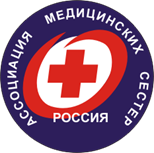 АССОЦИАЦИЯ МЕДИЦИНСКИХ СЕСТЕР
РОССИЯ